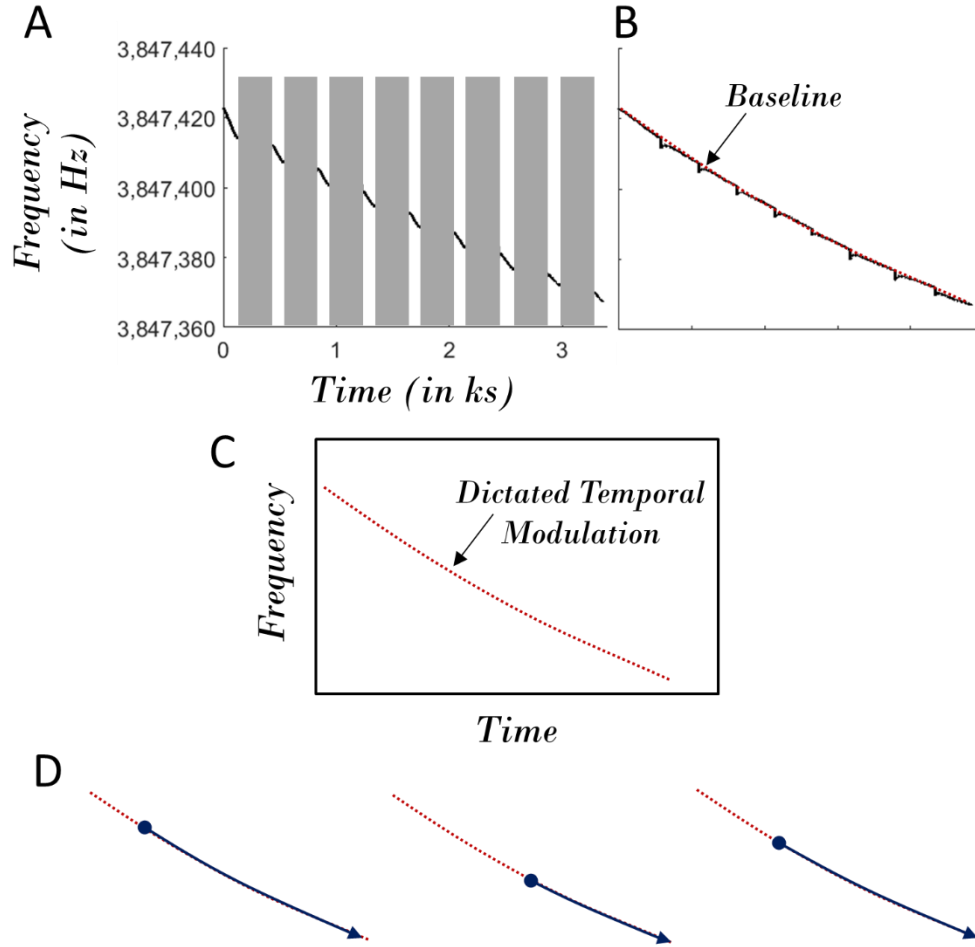 A
B
3,847,440
3,847,420
3,847,400
3,847,380
3,847,360
Frequency
(in Hz)
0
1
2
3
Time (in ks)
Baseline
C
Dictated Temporal
Modulation
Frequency
Time
D